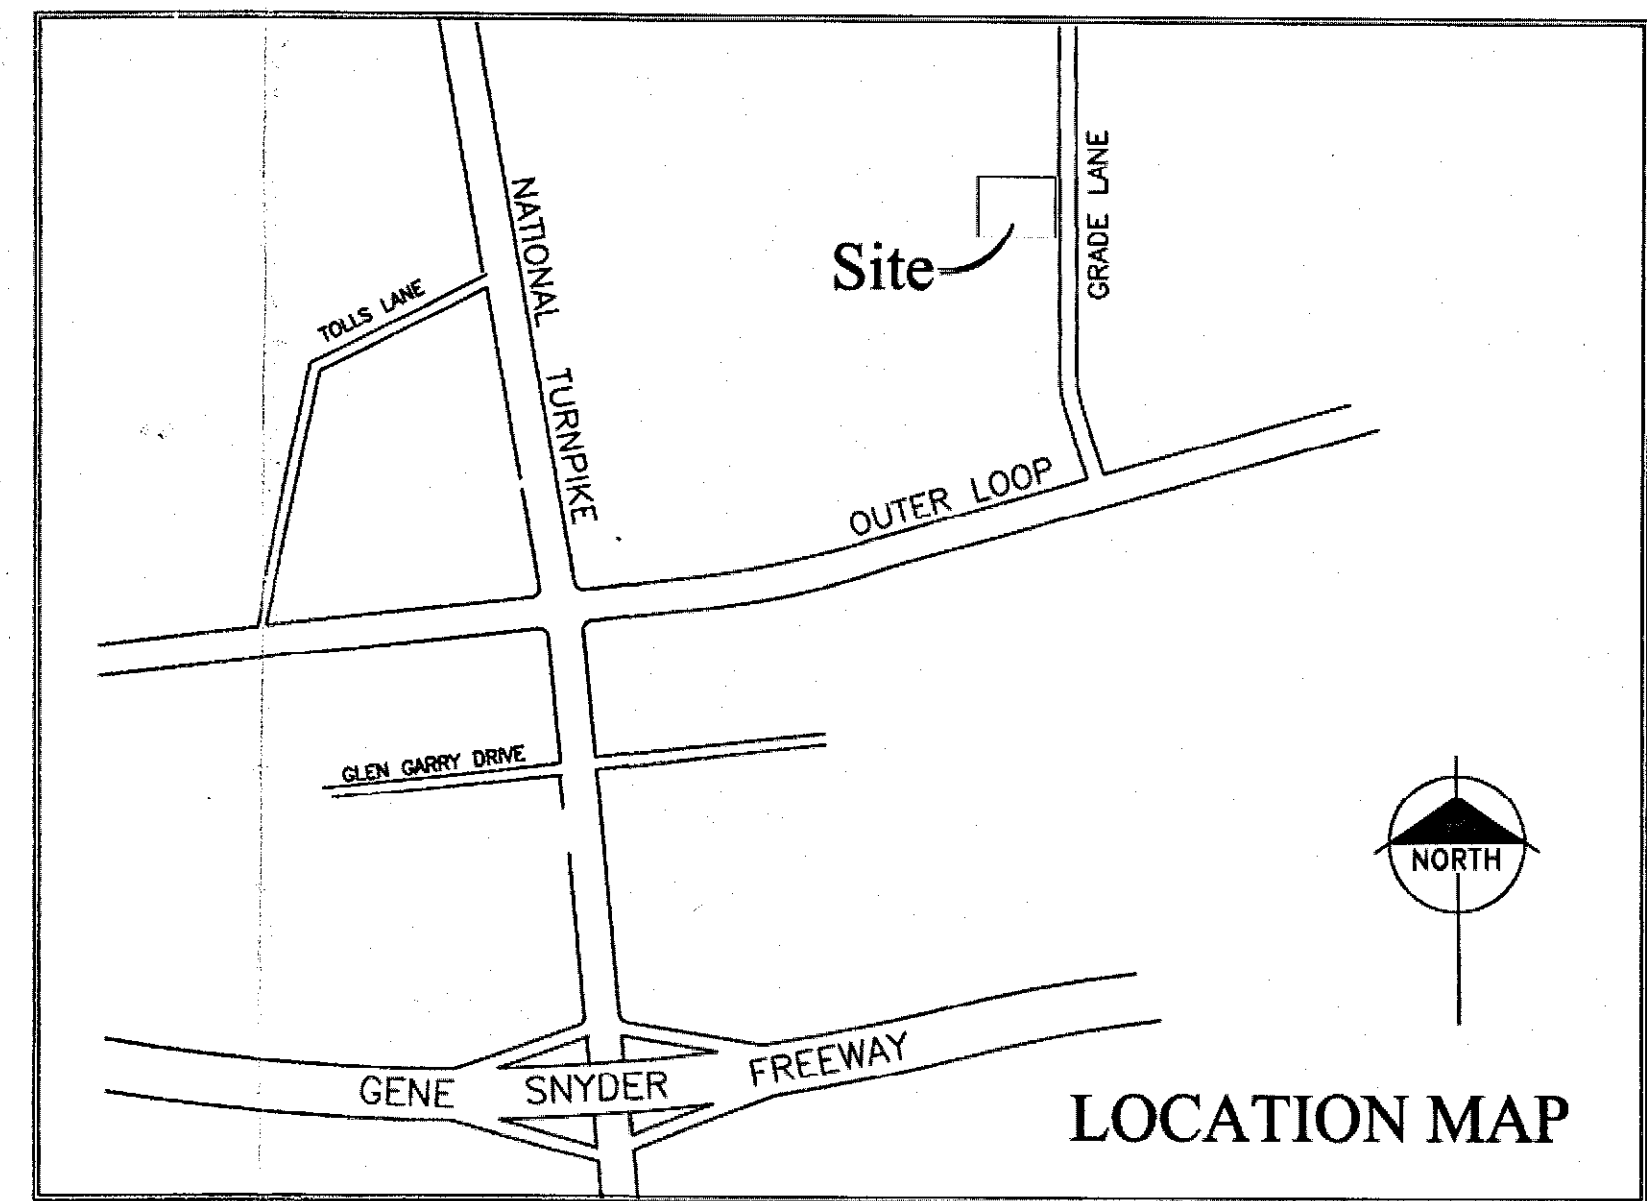 NATIONAL TURNPIKE
GRADE LANE
Site
TOLLS LANE
OUTER LOOP
GLEN GARRY DRIVE
NORTH
GENE SNYDER FREEWAY
LOCATION MAP